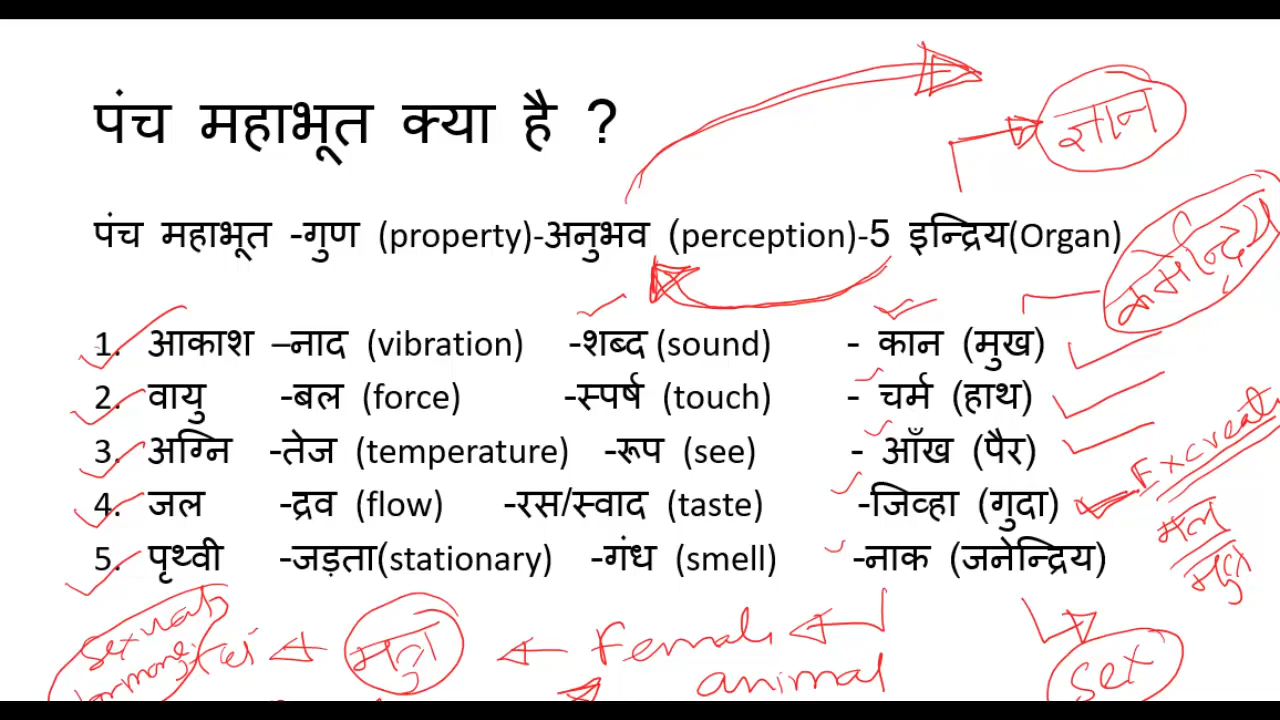 पंच महाभूत क्या है ?
ज्ञान
पंच महाभूत -गुण (property)-अनुभव (perception)-5 इन्द्रिय(Organ)
1. आकाश –नाद (vibration) -शब्द (sound) - कान (मुख)
2. वायु -बल (force) -स्पर्ष (touch) - चर्म (हाथ)
3. अग्नि -तेज (temperature) -रूप (see) - आँख (पैर)
4. जल -द्रव (flow) -रस/स्वाद (taste) -जिव्हा (गुदा)
5. पृथ्वी -जड़ता(stationary) -गंध (smell) -नाक (जनेन्द्रिय)
मल
मूत्र
sexual
Female
animal
sex